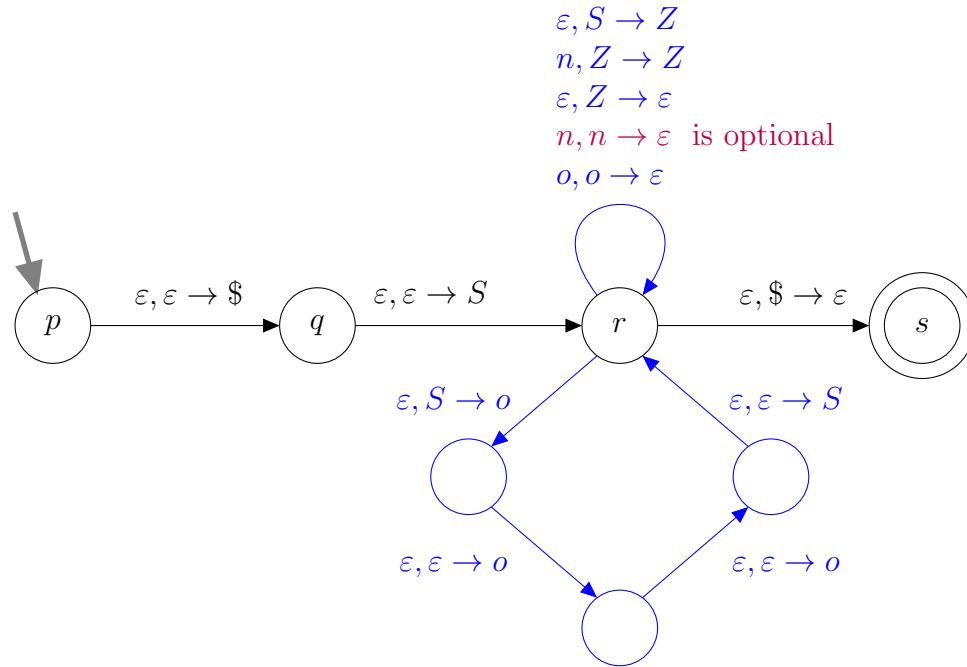 ε, S → Z
n, Z → Z
ε, Z → ε
n, n → ε is optional
o, o → ε
ε, ε → $
ε, ε → S
ε, $ → ε
p
q
r
s
ε, S → o
ε, ε → S
ε, ε → o
ε, ε → o